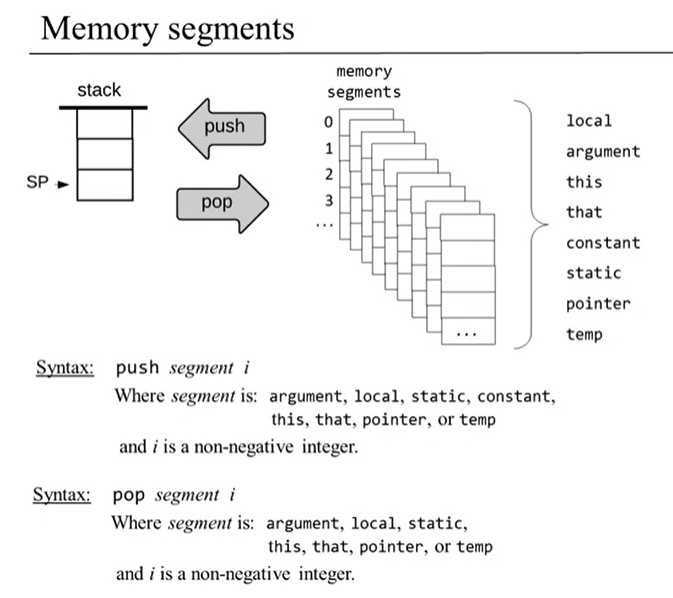 Memory segments
stack
push
pop
SP
memory
segments
0
1
2
3
...
...
local
argument
this
that
constant
static
pointer
temp
Syntax: push segment i
Where segment is: argument, local, static, constant,
this, that, pointer, or temp
and i is a non-negative integer.
Syntax: pop segment i
Where segment is: argument, local, static,
this, that, pointer, or temp
and i is a non-negative integer.